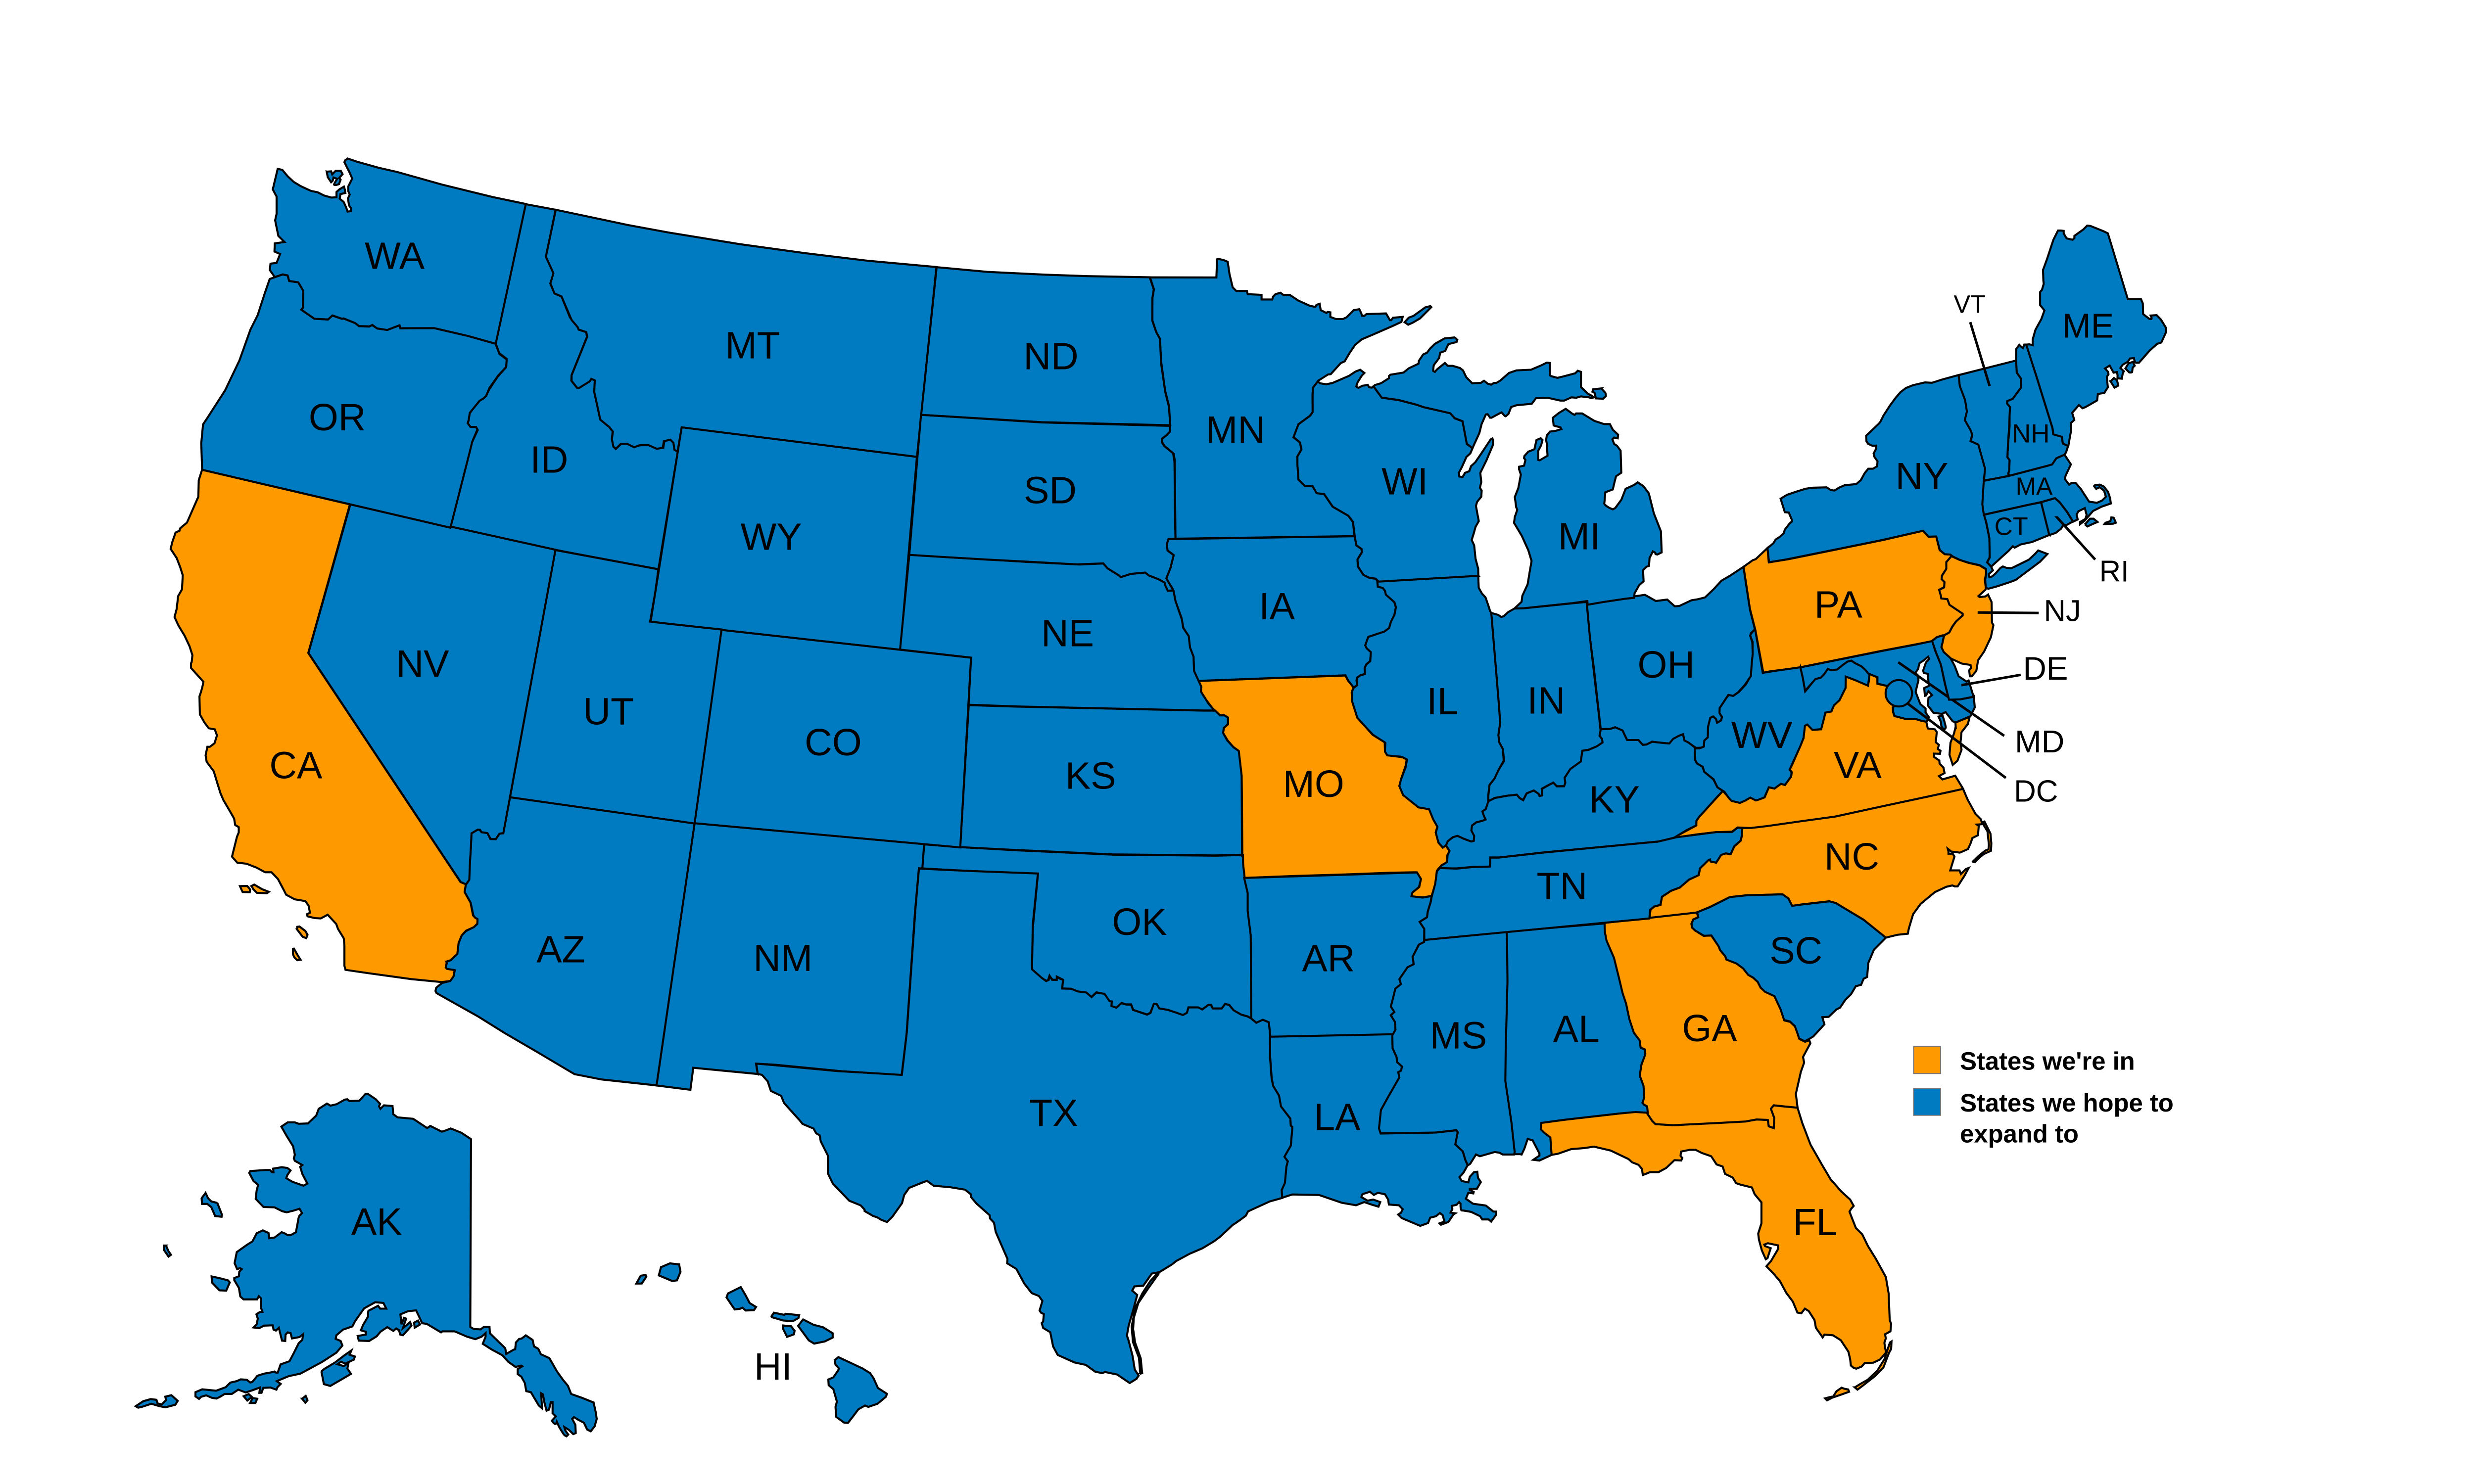 WA
VT
ME
MT
ND
OR
MN
NH
ID
NY
WI
SD
MA
CT
WY
MI
RI
PA
IA
NJ
NE
NV
OH
DE
IL
IN
UT
WV
CO
MD
CA
VA
KS
MO
DC
KY
NC
TN
OK
AZ
SC
NM
AR
GA
AL
MS
States we're in
States we hope to
expand to
TX
LA
AK
FL
HI